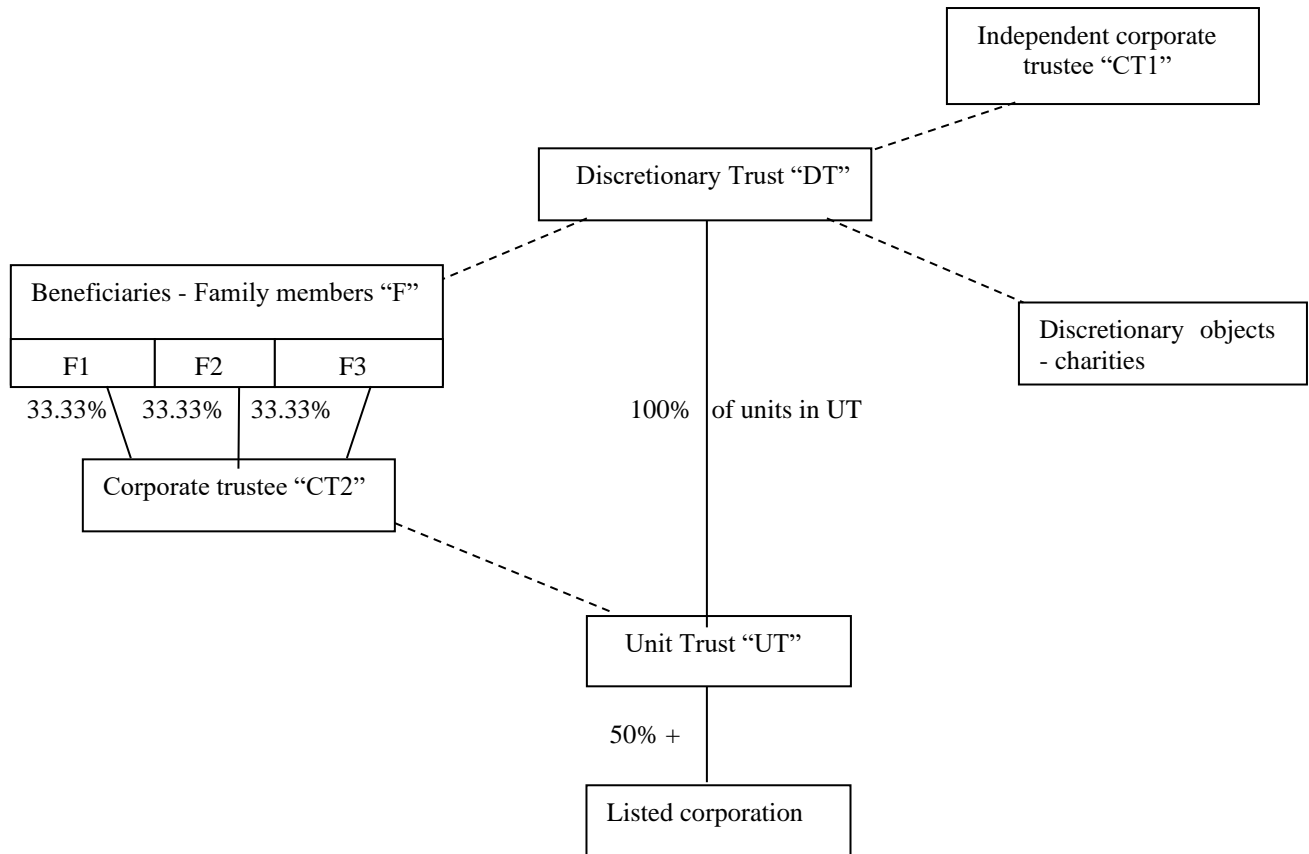 Independent corporate
trustee “CT1”
Discretionary Trust “DT”
Beneficiaries - Family members “F”
F1
F2
F3
Discretionary objects
- charities
33.33%
33.33%
33.33%
100% of units in UT
Corporate trustee “CT2”
Unit Trust “UT”
50% +
Listed corporation